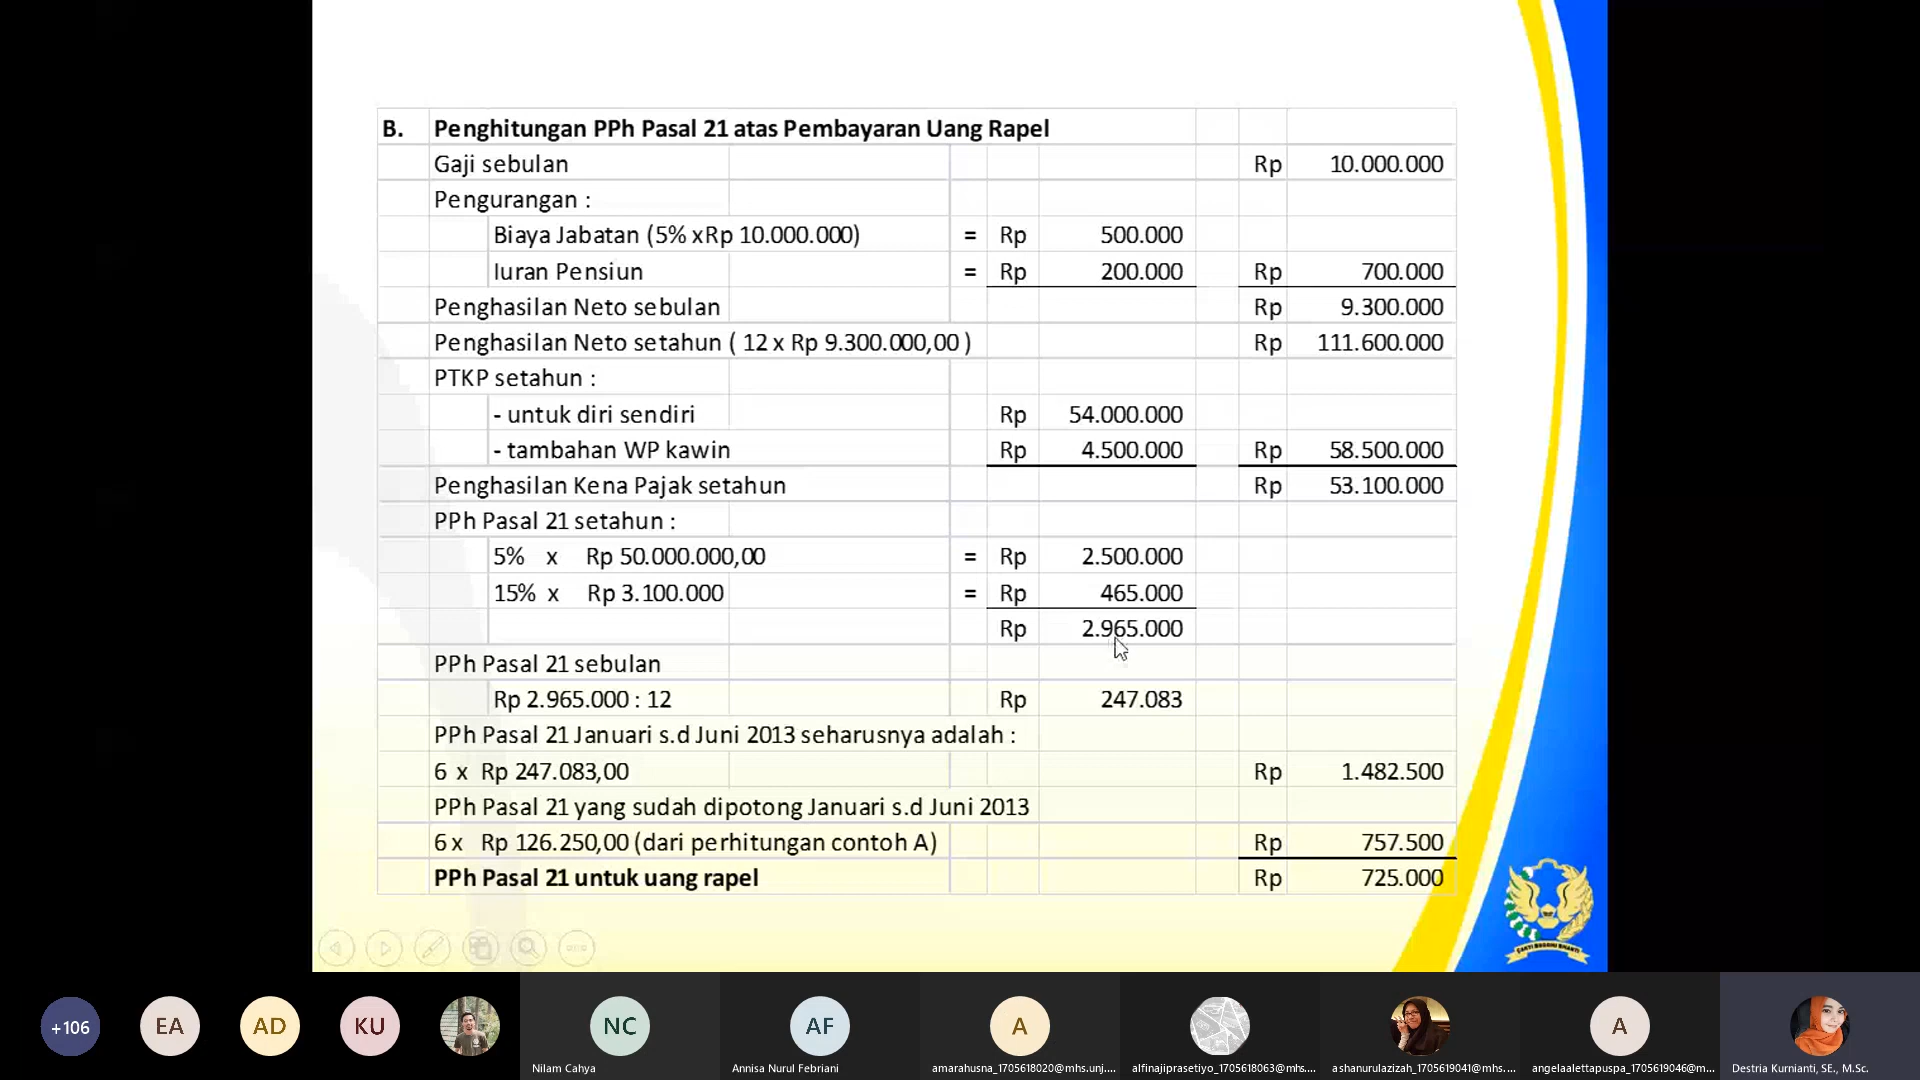 B. Penghitungan PPh Pasal 21 atas Pembayaran Uang Rapel
Gaji sebulan Rp 10.000.000
Pengurangan :
Biaya Jabatan (5% xRp 10.000.000) = Rp 500.000
Iuran Pensiun = Rp 200.000 Rp 700.000
Penghasilan Neto sebulan Rp 9.300.000
Penghasilan Neto setahun ( 12 x Rp 9.300.000,00 ) Rp 111.600.000
PTKP setahun :
- untuk diri sendiri Rp 54.000.000
- tambahan WP kawin Rp 4.500.000 Rp 58.500.000
Penghasilan Kena Pajak setahun Rp 53.100.000
PPh Pasal 21 setahun :
5% x Rp 50.000.000,00 = Rp 2.500.000
15% x Rp 3.100.000 = Rp 465.000
Rp 2.965.000
PPh Pasal 21 sebulan
Rp 2.965.000 : 12 Rp 247.083
PPh Pasal 21 Januari s.d Juni 2013 seharusnya adalah :
6 x Rp 247.083,00 Rp 1.482.500
PPh Pasal 21 yang sudah dipotong Januari s.d Juni 2013
6 x Rp 126.250,00 (dari perhitungan contoh A) Rp 757.500
PPh Pasal 21 untuk uang rapel Rp 725.000
+106 EA AD KU NC AF A A
Nilam Cahya Annisa Nurul Febriani amarahusna_1705618020@mhs.unj.... alfinajiprasetiyo_1705618063@mhs.... ashanurulazizah_1705619041@mhs.... angelaalettapuspa_1705619046@m... Destria Kurnianti, SE., M.Sc.